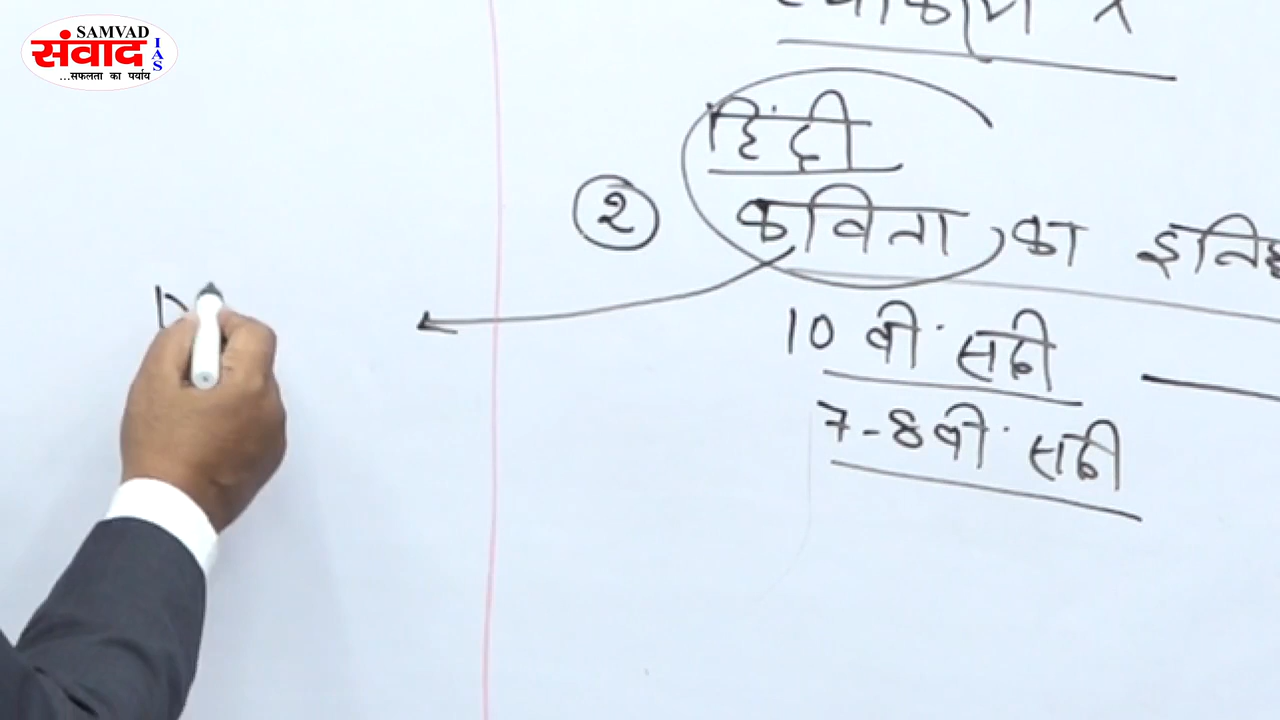 SAMVAD
संवाद
IAS
...सफलता का पर्याय
हिंदी
२ कविता का
10 वी सदी
7-8वी सदी